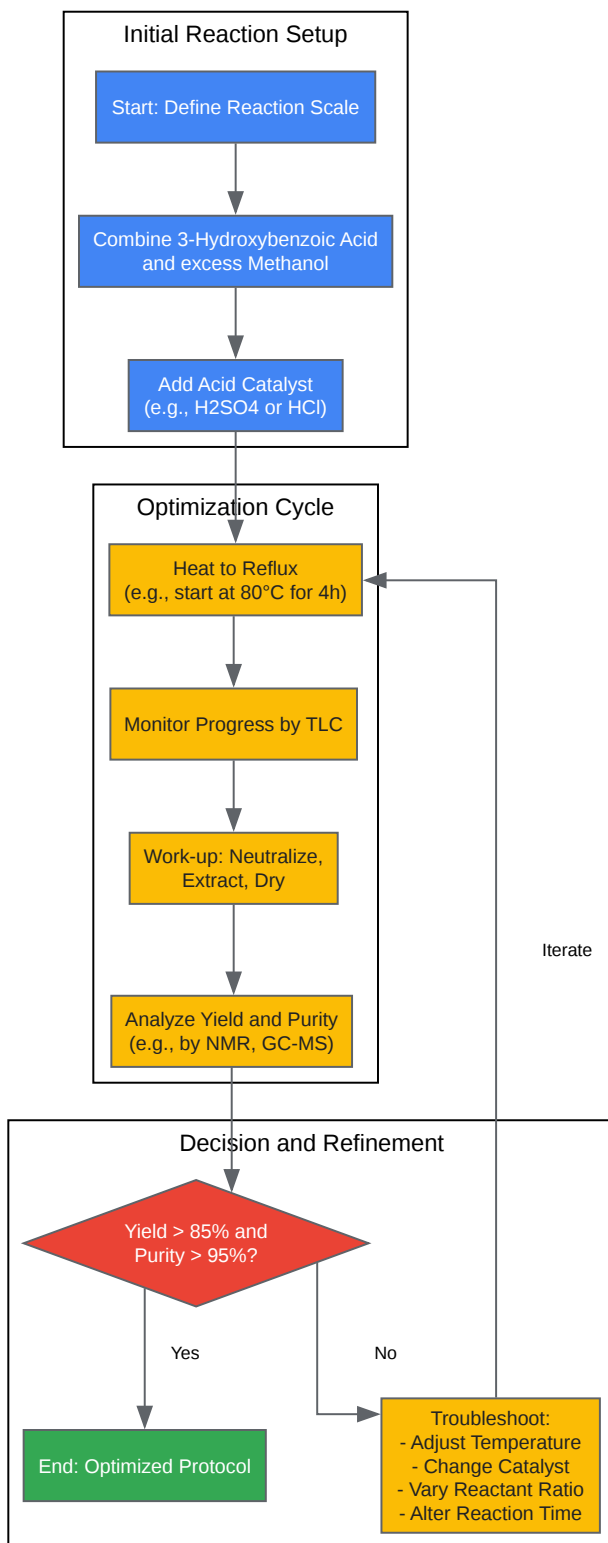 Initial Reaction Setup
Start: Define Reaction Scale
Combine 3-Hydroxybenzoic Acid
and excess Methanol
Add Acid Catalyst
(e.g., H2SO4 or HCl)
Optimization Cycle
Heat to Reflux
(e.g., start at 80°C for 4h)
Monitor Progress by TLC
Work-up: Neutralize,
Extract, Dry
Analyze Yield and Purity
(e.g., by NMR, GC-MS)
Iterate
Decision and Refinement
Yield > 85% and
Purity > 95%?
Yes
No
End: Optimized Protocol
Troubleshoot:
- Adjust Temperature
- Change Catalyst
- Vary Reactant Ratio
- Alter Reaction Time